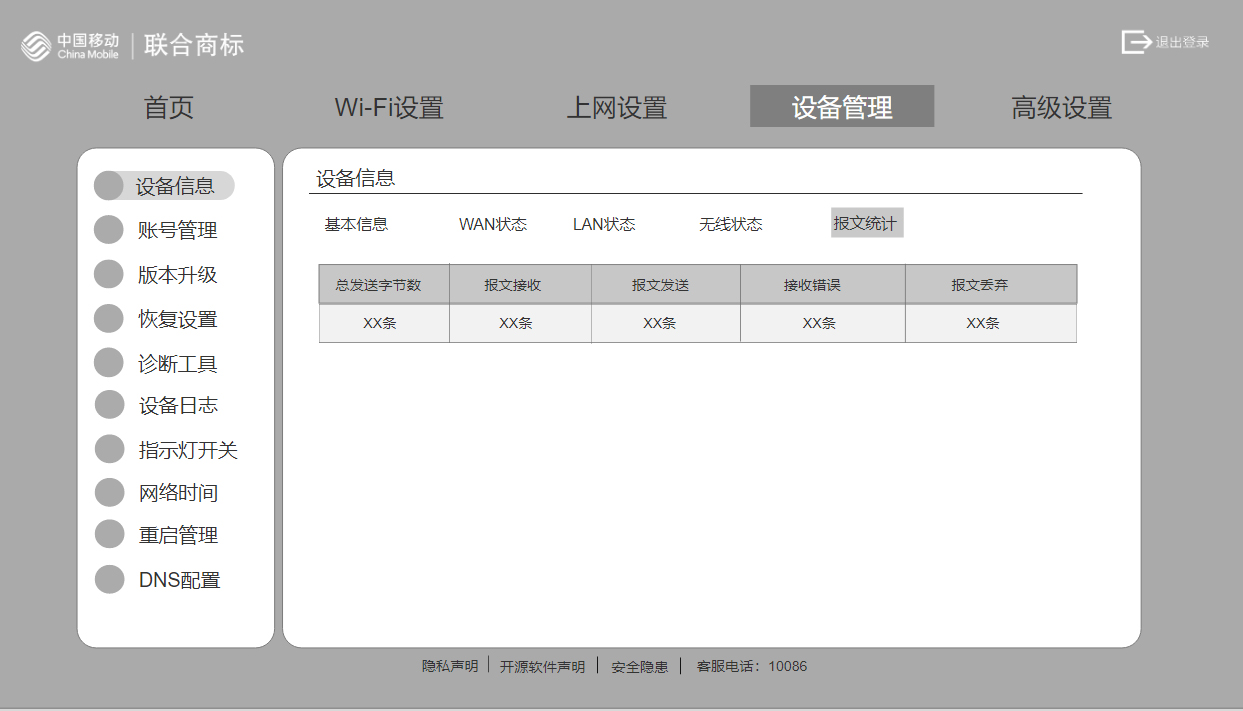 中国移动
China Mobile
联合商标
退出登录
首页 Wi-Fi设置 上网设置 设备管理 高级设置
设备信息
账号管理
版本升级
恢复设置
诊断工具
设备日志
指示灯开关
网络时间
重启管理
DNS配置
设备信息
基本信息 WAN状态 LAN状态 无线状态 报文统计
总发送字节数 报文接收 报文发送 接收错误 报文丢弃
XX条 XX条 XX条 XX条 XX条
隐私声明 开源软件声明 安全隐患 客服电话：10086